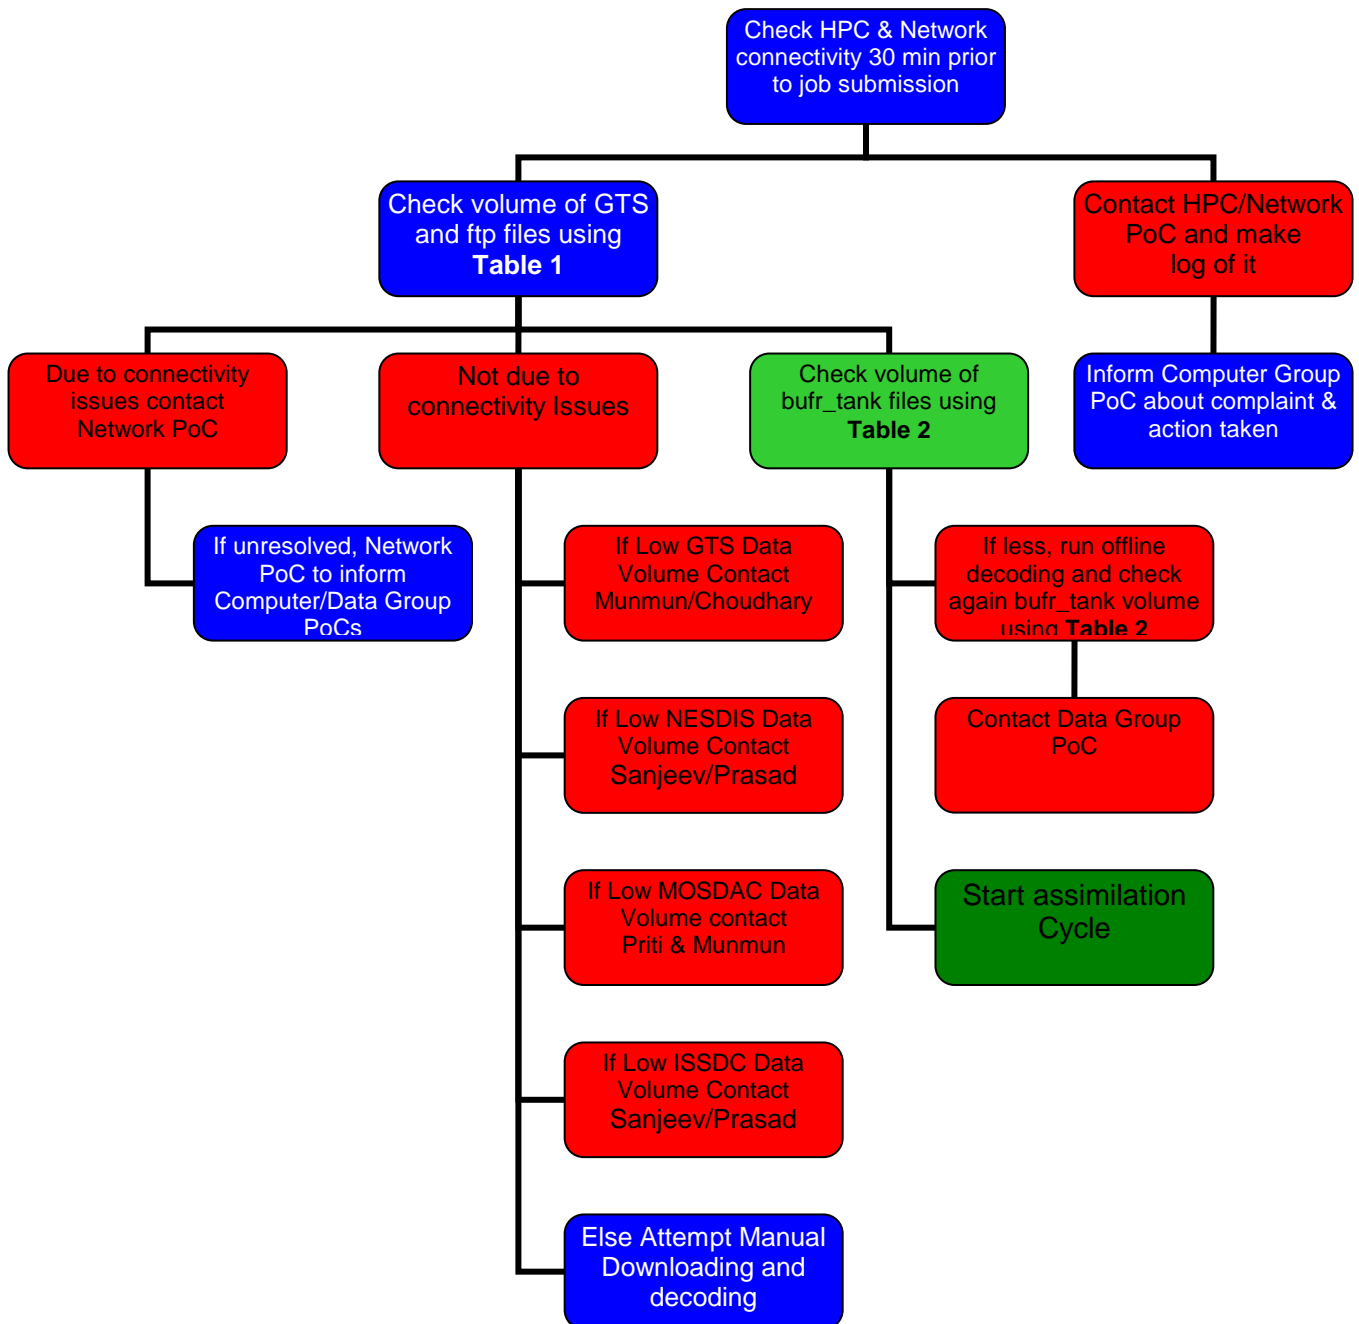 Check HPC & Network
connectivity 30 min prior
to job submission
Check volume of GTS
and ftp files using
Table 1
Contact HPC/Network
PoC and make
log of it
Due to connectivity
issues contact
Network PoC
Not due to
connectivity Issues
Check volume of
bufr_tank files using
Table 2
Inform Computer Group
PoC about complaint &
action taken
If unresolved, Network
PoC to inform
Computer/Data Group
PoCs
If Low GTS Data
Volume Contact
Munmun/Choudhary
If less, run offline
decoding and check
again bufr_tank volume
using Table 2
If Low NESDIS Data
Volume Contact
Sanjeev/Prasad
Contact Data Group
PoC
If Low MOSDAC Data
Volume contact
Priti & Munmun
Start assimilation
Cycle
If Low ISSDC Data
Volume Contact
Sanjeev/Prasad
Else Attempt Manual
Downloading and
decoding